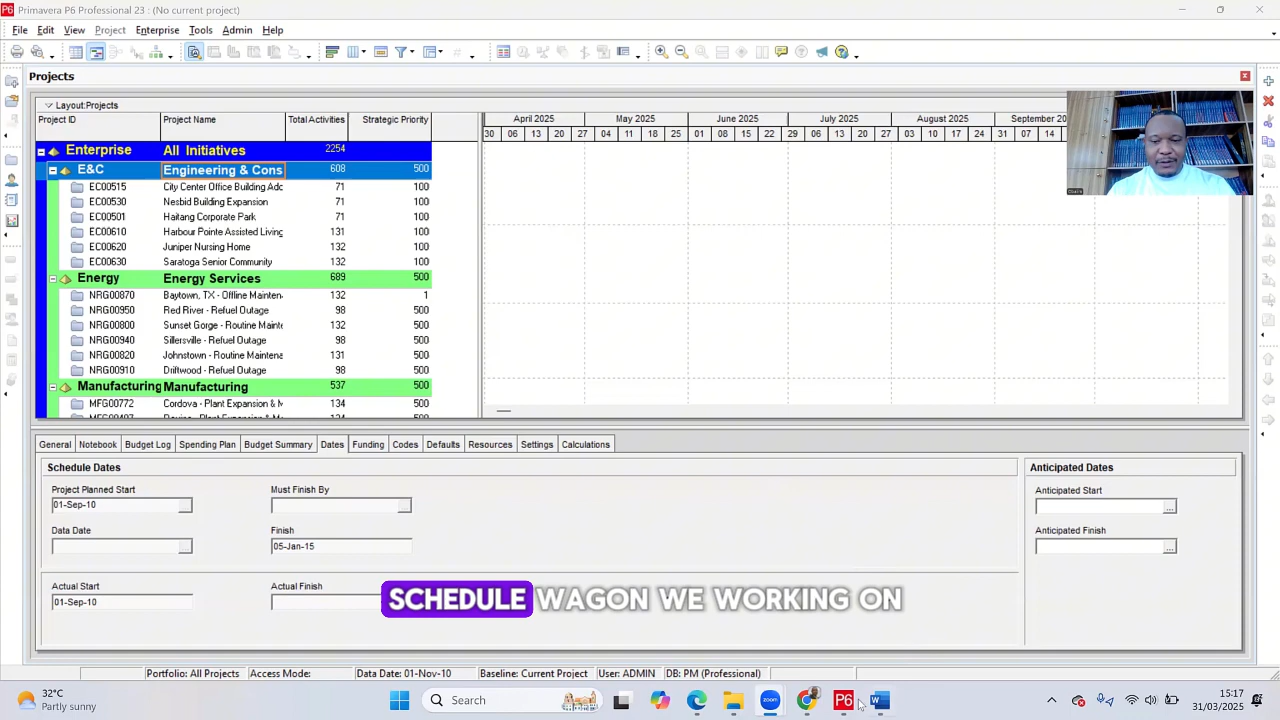 Primavera P6 Professional 23 : (No current project)
File Edit View Project Enterprise Tools Admin Help
Projects
Layout:Projects
Project ID Project Name Total Activities Strategic Priority
April 2025 May 2025 June 2025 July 2025 August 2025 September 20
30 06 13 20 27 04 11 18 25 01 08 15 22 29 06 13 20 27 03 10 17 24 31 07 14
Enterprise All Initiatives 2254
E&C Engineering & Cons 608 500
EC00515 City Center Office Building Adc 71 100
EC00530 Nesbid Building Expansion 71 100
EC00501 Haitang Corporate Park 71 100
EC00610 Harbour Pointe Assisted Living 131 100
EC00620 Juniper Nursing Home 132 100
EC00630 Saratoga Senior Community 132 100
Energy Energy Services 689 500
NRG00870 Baytown, TX - Offline Mainten- 132 1
NRG00950 Red River - Refuel Outage 98 500
NRG00800 Sunset Gorge - Routine Mainte 132 500
NRG00940 Sillersville - Refuel Outage 98 500
NRG00820 Johnstown - Routine Maintena 131 500
NRG00910 Driftwood - Refuel Outage 98 500
Manufacturing Manufacturing 537 500
MFG00772 Cordova - Plant Expansion & M 134 500
General Notebook Budget Log Spending Plan Budget Summary Dates Funding Codes Defaults Resources Settings Calculations
Schedule Dates Anticipated Dates
Project Planned Start Must Finish By Anticipated Start
01-Sep-10
Data Date Finish Anticipated Finish
05-Jan-15
Actual Start Actual Finish
01-Sep-10
SCHEDULE WAGON WE WORKING ON
Portfolio: All Projects Access Mode: Data Date: 01-Nov-10 Baseline: Current Project User: ADMIN DB: PM (Professional)
32°C
Partly sunny
Search
zoom
P6
15:17
31/03/2025